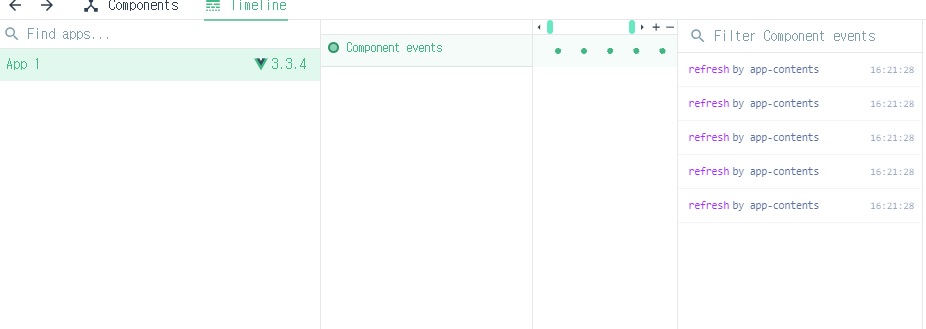 Components
Timeline
Find apps...
App 1
3.3.4
Component events
Filter Component events
refresh by app-contents 16:21:28
refresh by app-contents 16:21:28
refresh by app-contents 16:21:28
refresh by app-contents 16:21:28
refresh by app-contents 16:21:28